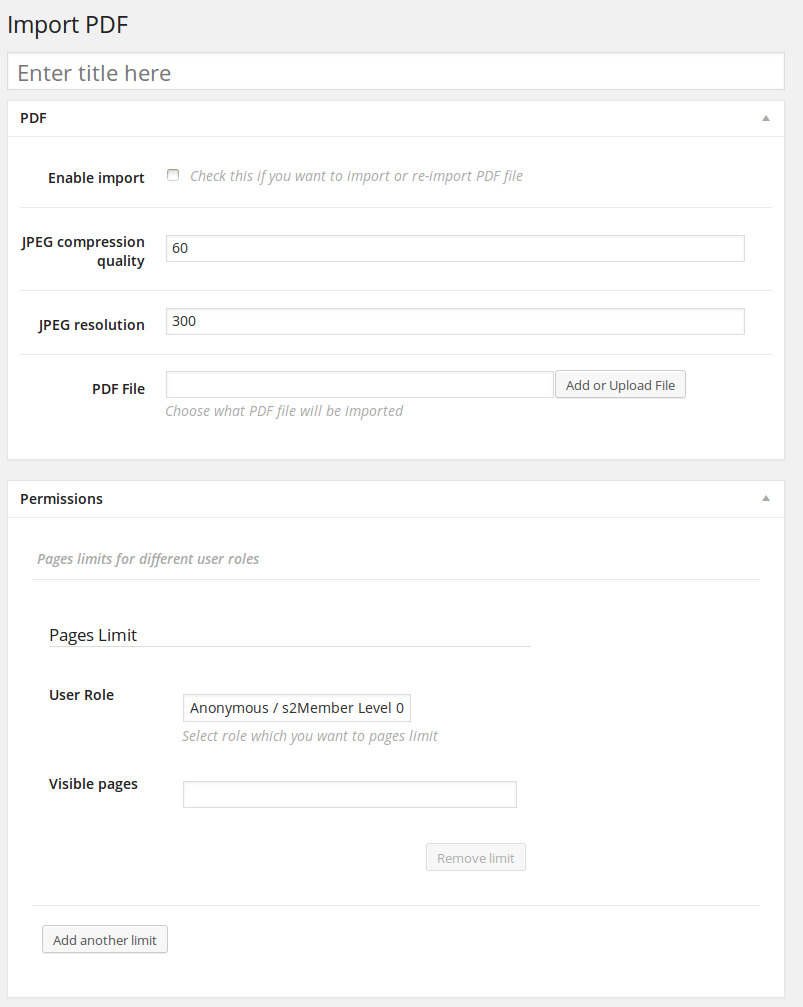 Import PDF
Enter title here
PDF
Enable import
Check this if you want to import or re-import PDF file
JPEG compression
quality
60
JPEG resolution
300
PDF File
Add or Upload File
Choose what PDF file will be imported
Permissions
Pages limits for different user roles
Pages Limit
User Role
Anonymous / s2Member Level 0
Select role which you want to pages limit
Visible pages
Remove limit
Add another limit